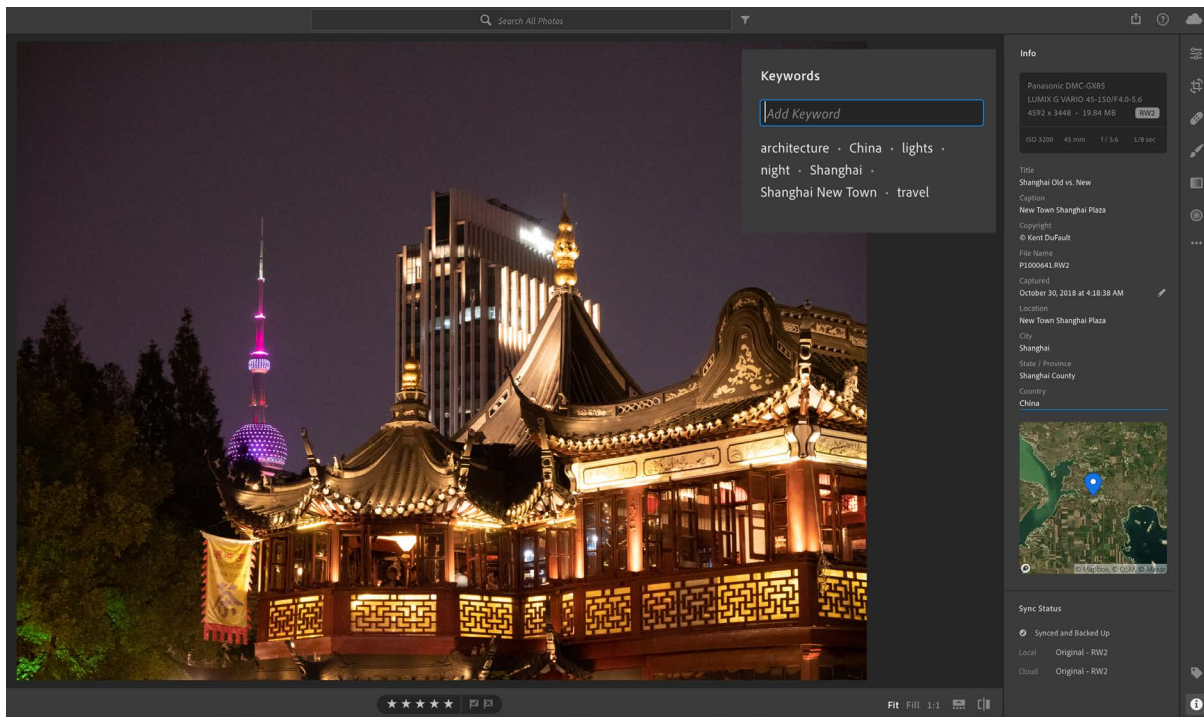 Search All Photos
Keywords
Add Keyword
architecture • China • lights •
night • Shanghai •
Shanghai New Town • travel
Info
Panasonic DMC-GX85
LUMIX G VARIO 45-150/F4.0-5.6
4592 x 3448 - 19.84 MB RW2
ISO 3200 45 mm f / 5.6 1/8 sec
Title
Shanghai Old vs. New
Caption
New Town Shanghai Plaza
Copyright
© Kent DuFault
File Name
P1000641.RW2
Captured
October 30, 2018 at 4:18:38 AM
Location
New Town Shanghai Plaza
City
Shanghai
State / Province
Shanghai County
Country
China
© Mapbox, © OSM, © Maxar
Sync Status
Synced and Backed Up
Local Original - RW2
Cloud Original - RW2
Fit Fill 1:1